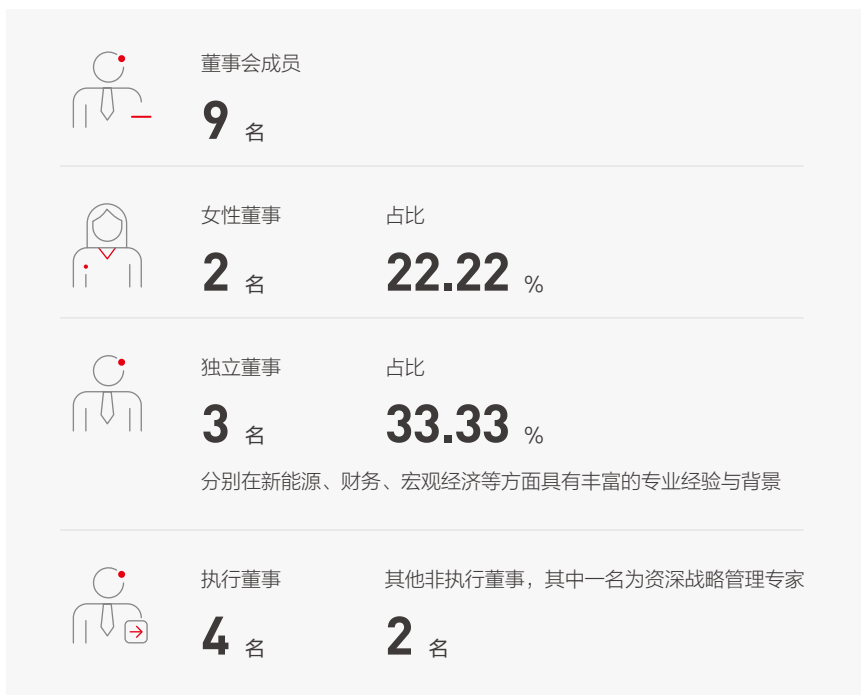 董事会成员
9 名
女性董事 占比
2 名 22.22 %
独立董事 占比
3 名 33.33 %
分别在新能源、财务、宏观经济等方面具有丰富的专业经验与背景
执行董事 其他非执行董事，其中一名为资深战略管理专家
4 名 2 名